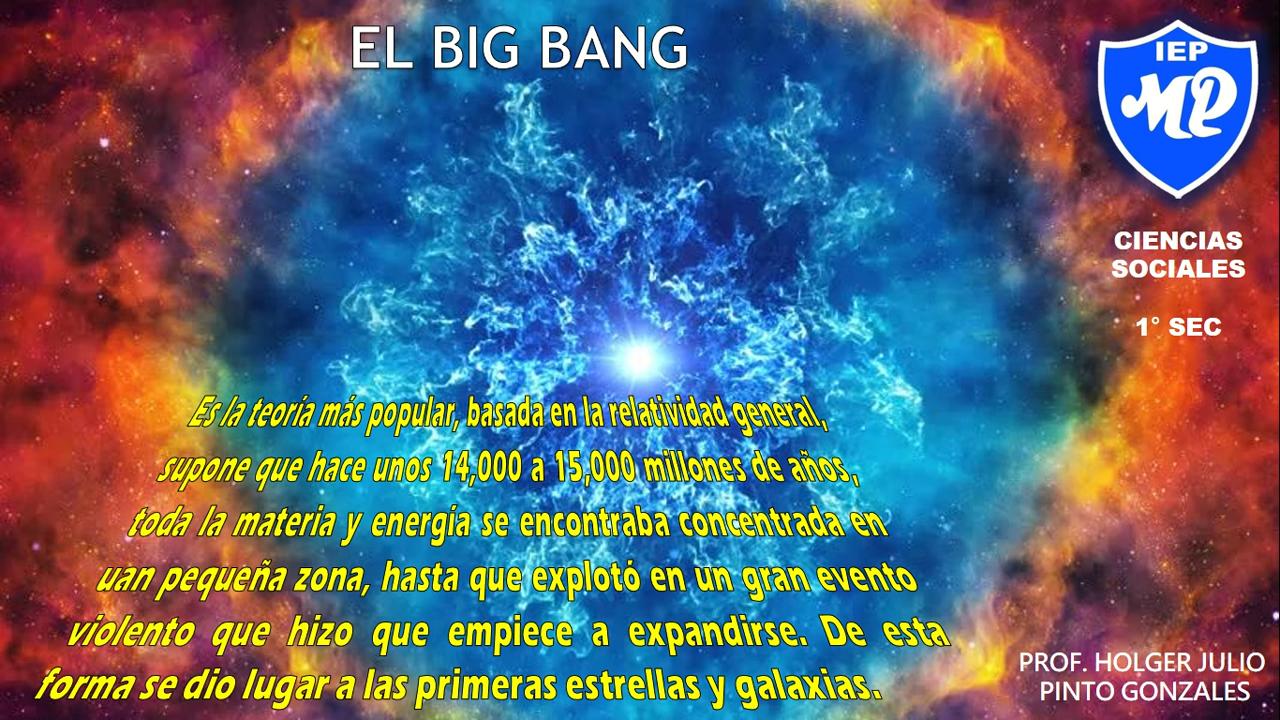 EL BIG BANG
IEP
MP
CIENCIAS
SOCIALES
1° SEC
Es la teoría más popular, basada en la relatividad general,
supone que hace unos 14,000 a 15,000 millones de años,
toda la materia y energía se encontraba concentrada en
uan pequeña zona, hasta que explotó en un gran evento
violento que hizo que empiece a expandirse. De esta
forma se dio lugar a las primeras estrellas y galaxias.
PROF. HOLGER JULIO
PINTO GONZALES